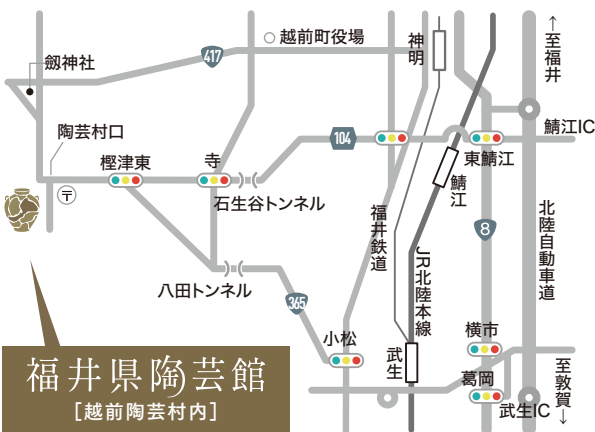 ↑至福井
越前町役場
神明
417
劔神社
鯖江IC
陶芸村口
104
樫津東
寺
東鯖江
〒
鯖江
石生谷トンネル
福井鉄道
北陸自動車道
8
JR北陸本線
八田トンネル
365
小松
横市
武生
至敦賀↓
葛岡
武生IC
福井県陶芸館
[越前陶芸村内]